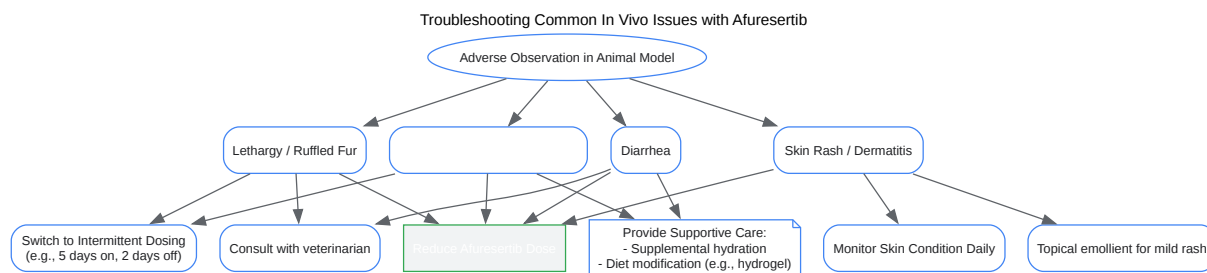 Troubleshooting Common In Vivo Issues with Afuresertib
Adverse Observation in Animal Model
Lethargy / Ruffled Fur
Diarrhea
Skin Rash / Dermatitis
Switch to Intermittent Dosing
(e.g., 5 days on, 2 days off)
Consult with veterinarian
Reduce Afuresertib Dose
Provide Supportive Care:
- Supplemental hydration
- Diet modification (e.g., hydrogel)
Monitor Skin Condition Daily
Topical emollient for mild rash